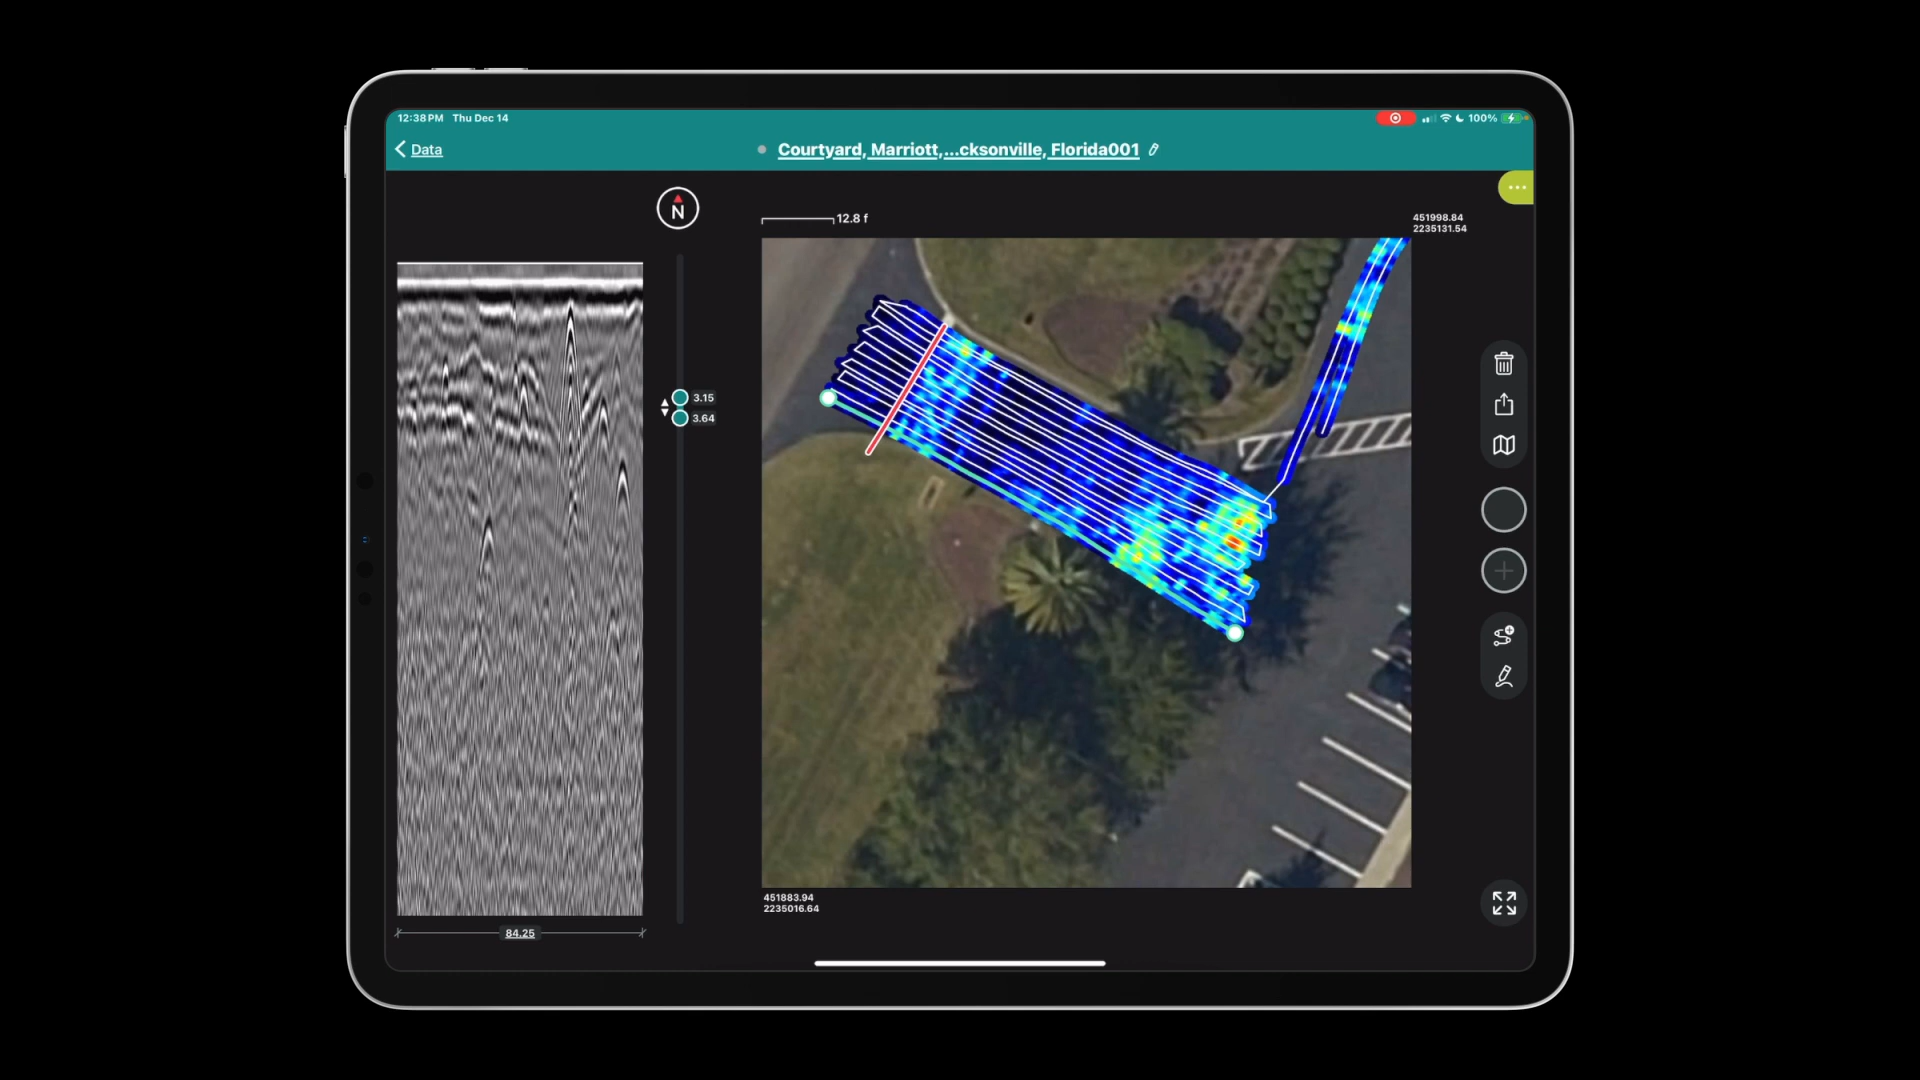 12:38 PM Thu Dec 14
100%
Data
Courtyard, Marriott,...cksonville, Florida001
N
12.8 f
451998.84
2235131.54
3.15
3.64
451883.94
2235016.64
84.25